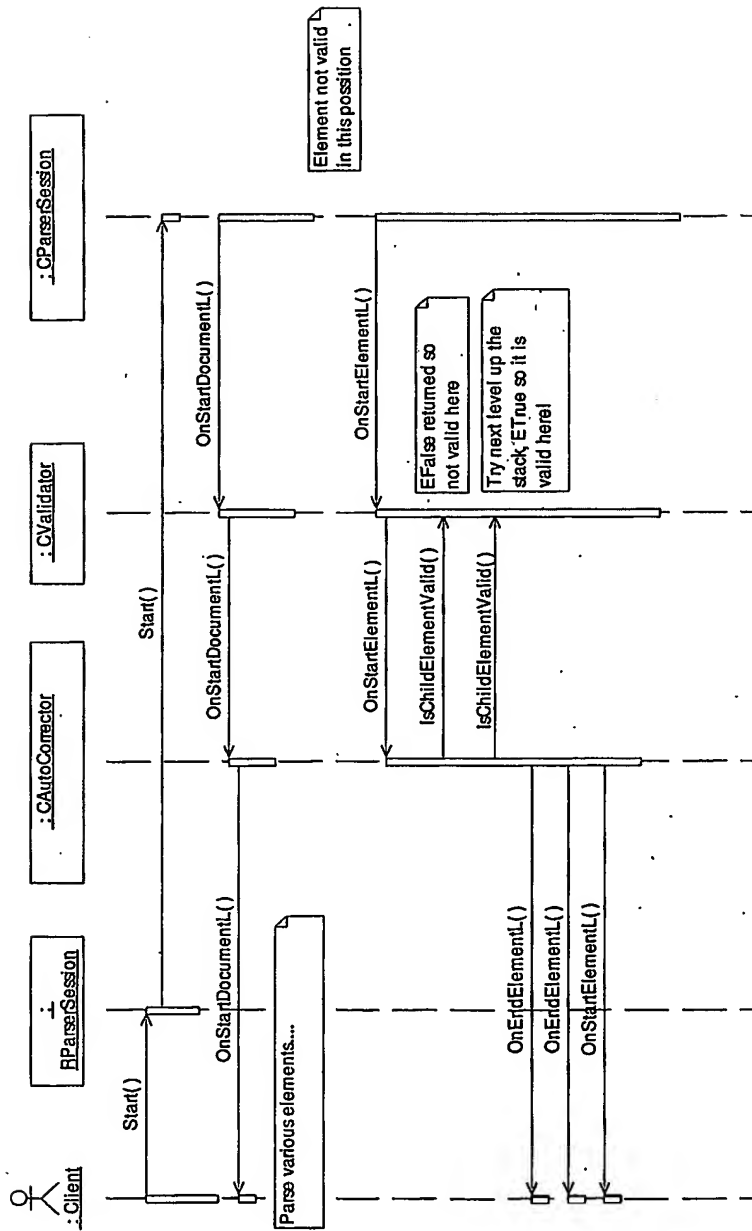 : Client
:
RParserSession
: CAutoCorrector
: CValidator
: CParserSession
Start()
Start()
OnStartDocumentL()
OnStartDocumentL()
OnStartDocumentL()
Parse various elements...
Element not valid
in this possition
OnStartElementL()
OnStartElementL()
IsChildElementValid()
EFalse returned so
not valid here
IsChildElementValid()
Try next level up the
stack, ETrue so it is
valid here!
OnEndElementL()
OnEndElementL()
OnStartElementL()